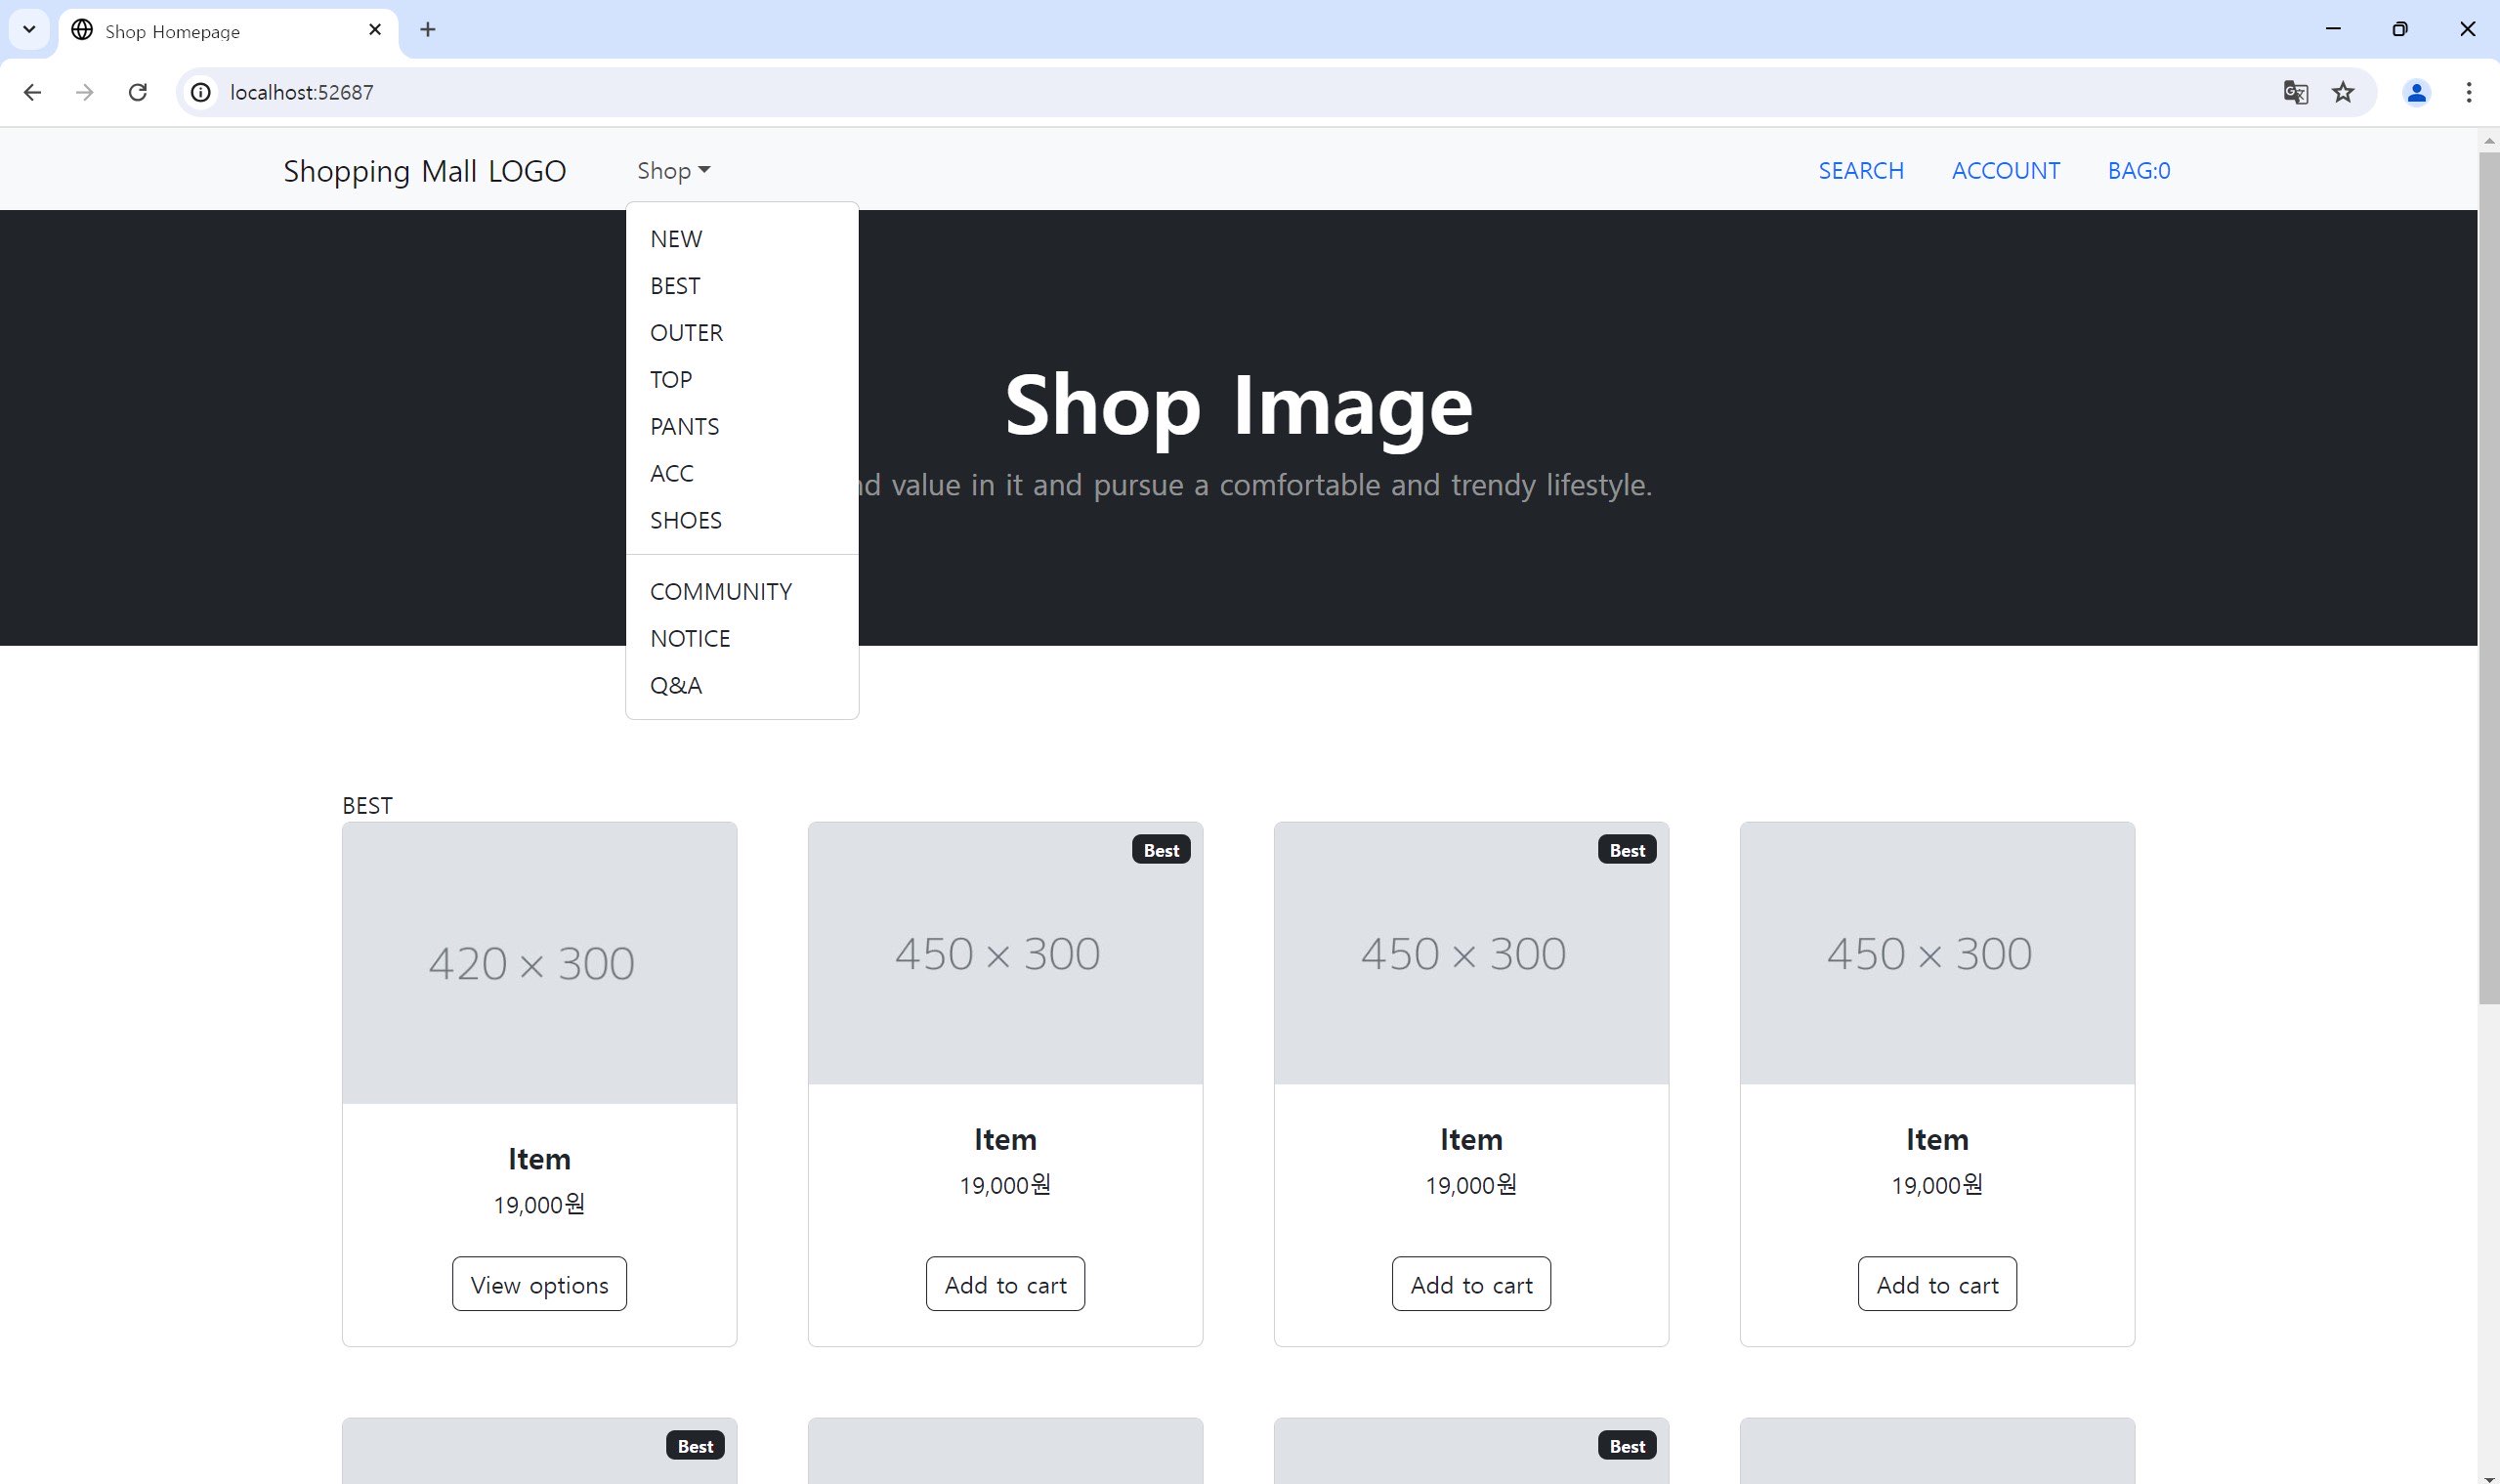 Shop Homepage
localhost:52687
Shopping Mall LOGO Shop SEARCH ACCOUNT BAG:0
NEW
BEST
OUTER
TOP
PANTS
ACC
SHOES
COMMUNITY
NOTICE
Q&A
Shop Image
value in it and pursue a comfortable and trendy lifestyle.
BEST
420 × 300
Item
19,000원
View options
Best
450 × 300
Item
19,000원
Add to cart
Best
450 × 300
Item
19,000원
Add to cart
450 × 300
Item
19,000원
Add to cart
Best
Best